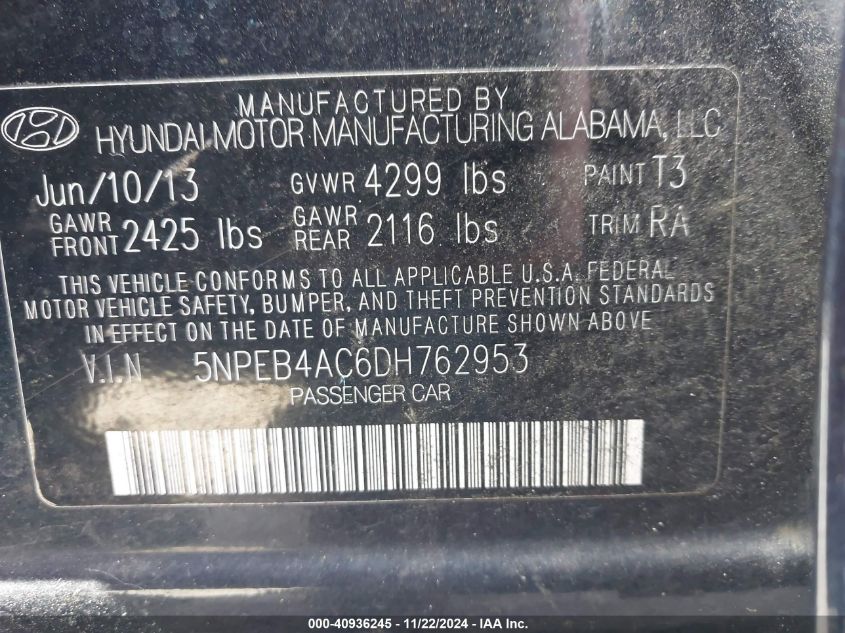 MANUFACTURED BY
HYUNDAI MOTOR MANUFACTURING ALABAMA, LLC
Jun/10/13 GVWR 4299 lbs PAINT T3
GAWR FRONT 2425 lbs GAWR REAR 2116 lbs TRIM RA
THIS VEHICLE CONFORMS TO ALL APPLICABLE U.S.A. FEDERAL
MOTOR VEHICLE SAFETY, BUMPER, AND THEFT PREVENTION STANDARDS
IN EFFECT ON THE DATE OF MANUFACTURE SHOWN ABOVE
V.I.N 5NPEB4AC6DH762953
PASSENGER CAR
000-40936245 - 11/22/2024 - IAA Inc.